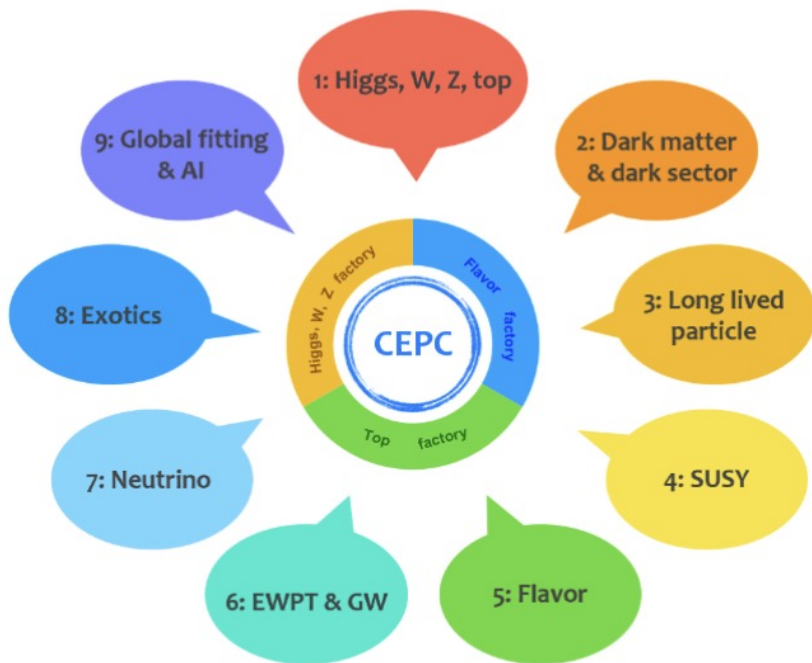 1: Higgs, W, Z, top
2: Dark matter
& dark sector
3: Long lived
particle
4: SUSY
5: Flavor
6: EWPT & GW
7: Neutrino
8: Exotics
9: Global fitting
& AI
Higgs, W, Z factory
Flavor factory
Top factory
CEPC